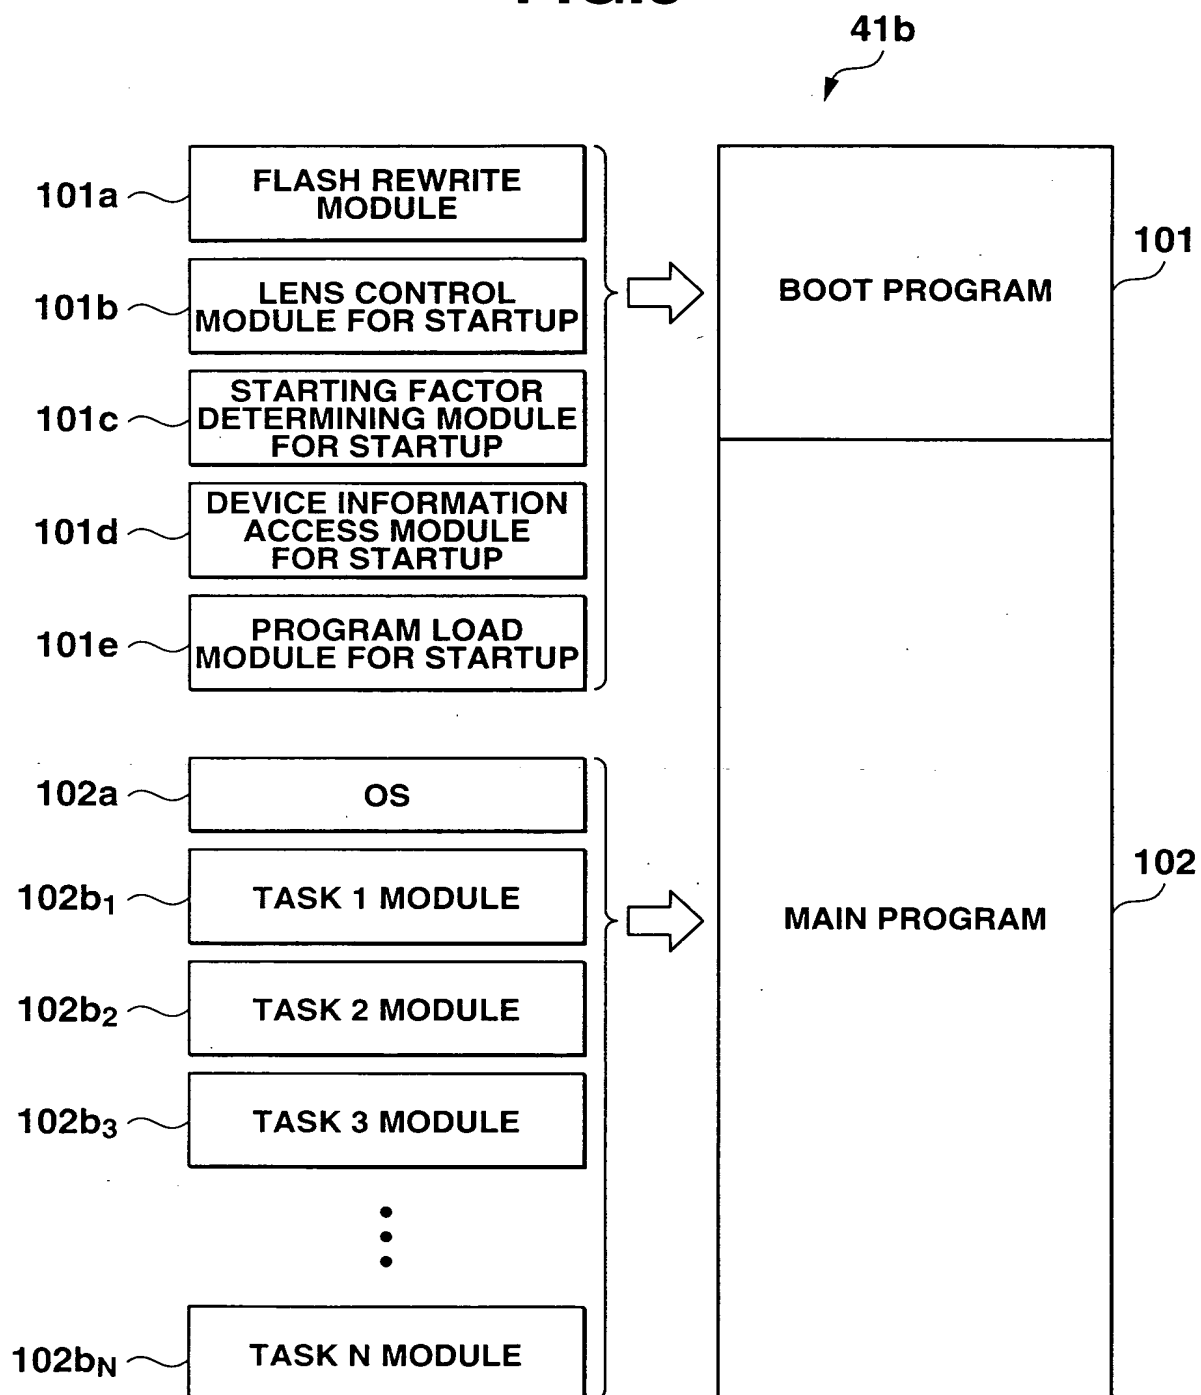 41b
101a
FLASH REWRITE
MODULE
101b
LENS CONTROL
MODULE FOR STARTUP
101c
STARTING FACTOR
DETERMINING MODULE
FOR STARTUP
101d
DEVICE INFORMATION
ACCESS MODULE
FOR STARTUP
101e
PROGRAM LOAD
MODULE FOR STARTUP
BOOT PROGRAM
101
102a
OS
102b1
TASK 1 MODULE
102b2
TASK 2 MODULE
102b3
TASK 3 MODULE
102bN
TASK N MODULE
MAIN PROGRAM
102